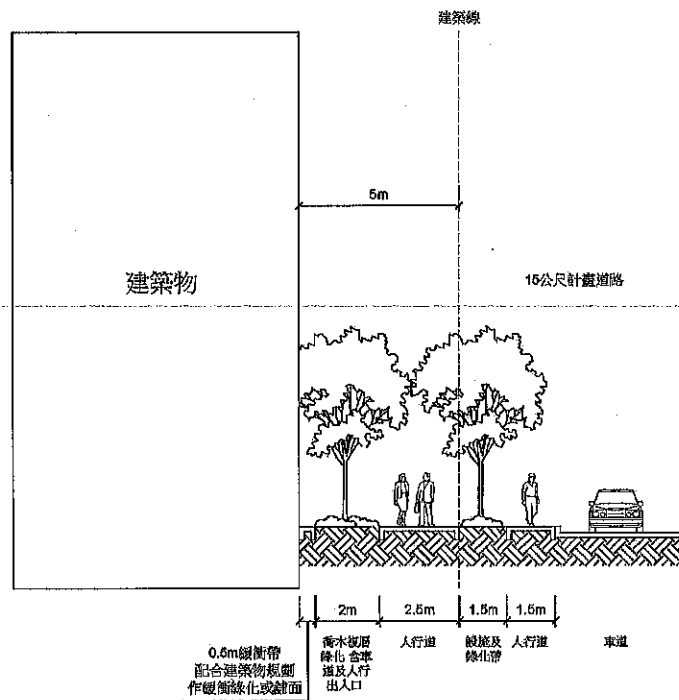 建築線
5m
建築物
15公尺計畫道路
2m
2.5m
1.5m
1.5m
0.5m緩衝帶
配合建築物規劃
作緩衝綠化或鋪面
喬木複層
綠化 含車
道及人行
出入口
人行道
設施及
綠化帶
人行道
車道